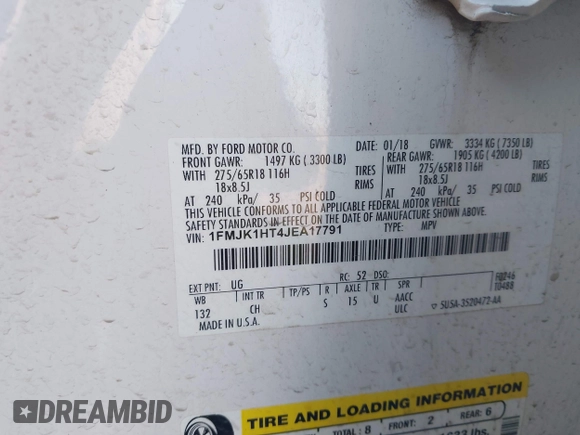 MFD. BY FORD MOTOR CO.
DATE: 01/18 GVWR: 3334 KG (7350 LB)
FRONT GAWR: 1497 KG (3300 LB)
REAR GAWR: 1905 KG (4200 LB)
WITH 275/65R18 116H TIRES
275/65R18 116H
18x8.5J RIMS
18x8.5J
AT 240 kPa/ 35 PSI COLD
AT 240 kPa/ 35 PSI COLD
THIS VEHICLE CONFORMS TO ALL APPLICABLE FEDERAL MOTOR VEHICLE
SAFETY STANDARDS IN EFFECT ON THE DATE OF MANUFACTURE SHOWN ABOVE.
VIN: 1FMJK1HT4JEA17791 TYPE: MPV
EXT PNT: UG RC: 52 DSO: F0246
WB INT TR TP/PS R AXLE TR SPR T0488
132 CH S 15 U AACC
ULC ▽ 5U5A-3520472-AA
MADE IN U.S.A.
TIRE AND LOADING INFORMATION
TOTAL : 8 FRONT: 2 REAR: 6
lbs.
DREAMBID